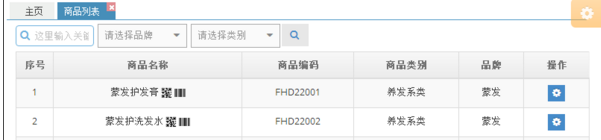 主页 商品列表
这里输入关键 请选择品牌 请选择类别
序号 商品名称 商品编码 商品类别 品牌 操作
1 蒙发护发膏 FHD22001 养发系类 蒙发
2 蒙发护洗发水 FHD22002 养发系类 蒙发